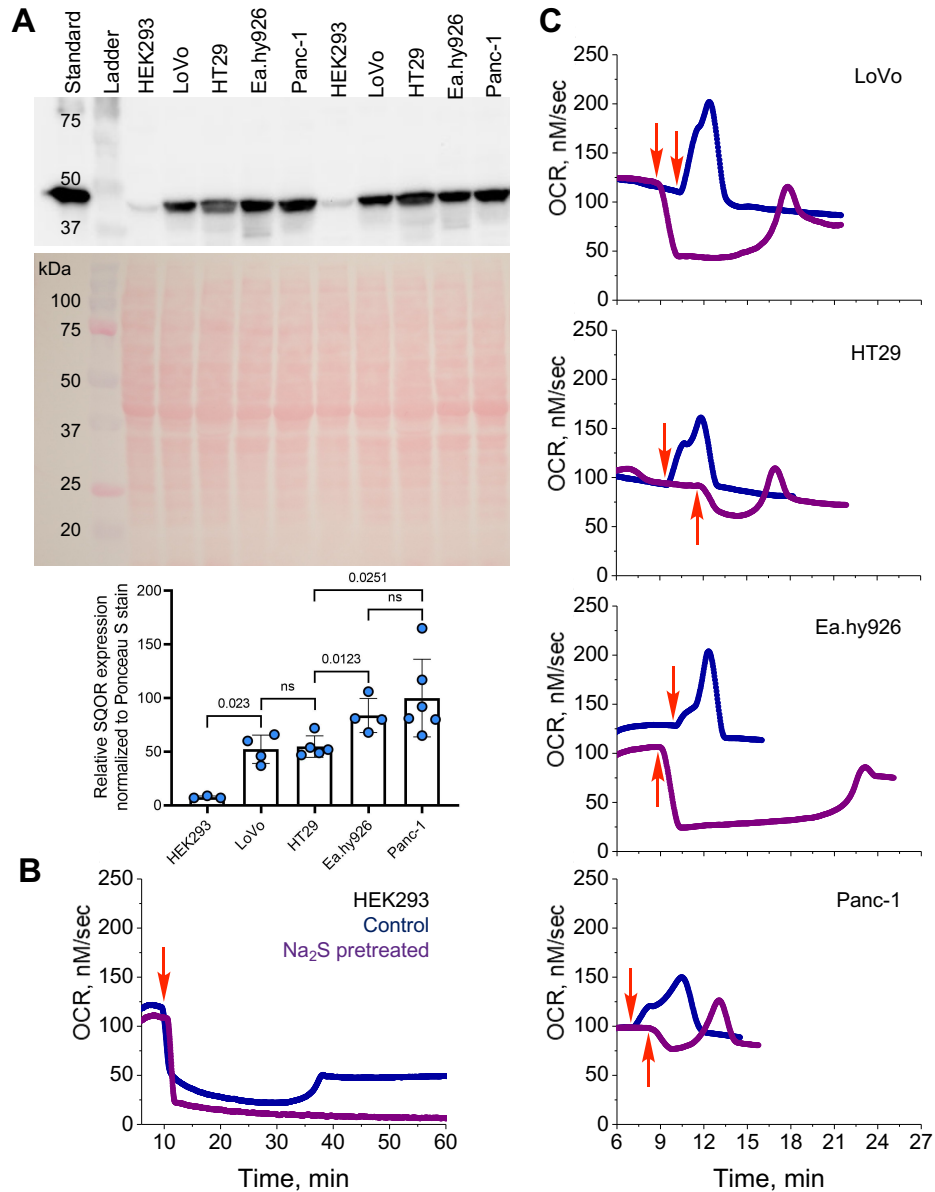 A
Standard
Ladder
HEK293
LoVo
HT29
Ea.hy926
Panc-1
HEK293
LoVo
HT29
Ea.hy926
Panc-1
75
50
37
kDa
100
75
50
37
25
20
Relative SQOR expression
normalized to Ponceau S stain
200
150
100
50
0
0.0251
ns
0.0123
ns
0.023
HEK293
LoVo
HT29
Ea.hy926
Panc-1
B
HEK293
Control
Na₂S pretreated
OCR, nM/sec
250
200
150
100
50
0
10 20 30 40 50 60
Time, min
C
LoVo
OCR, nM/sec
250
200
150
100
50
0
HT29
OCR, nM/sec
250
200
150
100
50
0
Ea.hy926
OCR, nM/sec
250
200
150
100
50
0
Panc-1
OCR, nM/sec
250
200
150
100
50
0
6 9 12 15 18 21 24 27
Time, min